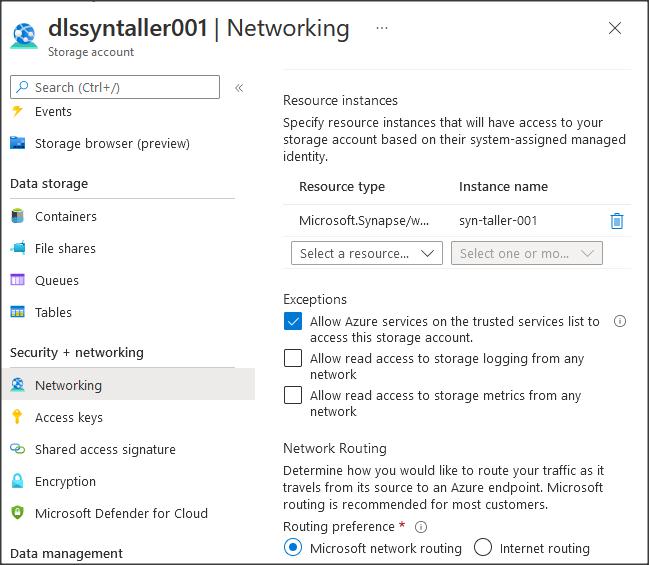 dlssyntaller001 | Networking ...
Storage account
Search (Ctrl+/)
«
Events
Storage browser (preview)
Data storage
Containers
File shares
Queues
Tables
Security + networking
Networking
Access keys
Shared access signature
Encryption
Microsoft Defender for Cloud
Data management
Resource instances
Specify resource instances that will have access to your
storage account based on their system-assigned managed
identity.
Resource type Instance name
Microsoft.Synapse/w... syn-taller-001
Select a resource... Select one or mo...
Exceptions
Allow Azure services on the trusted services list to
access this storage account.
Allow read access to storage logging from any
network
Allow read access to storage metrics from any
network
Network Routing
Determine how you would like to route your traffic as it
travels from its source to an Azure endpoint. Microsoft
routing is recommended for most customers.
Routing preference *
Microsoft network routing Internet routing